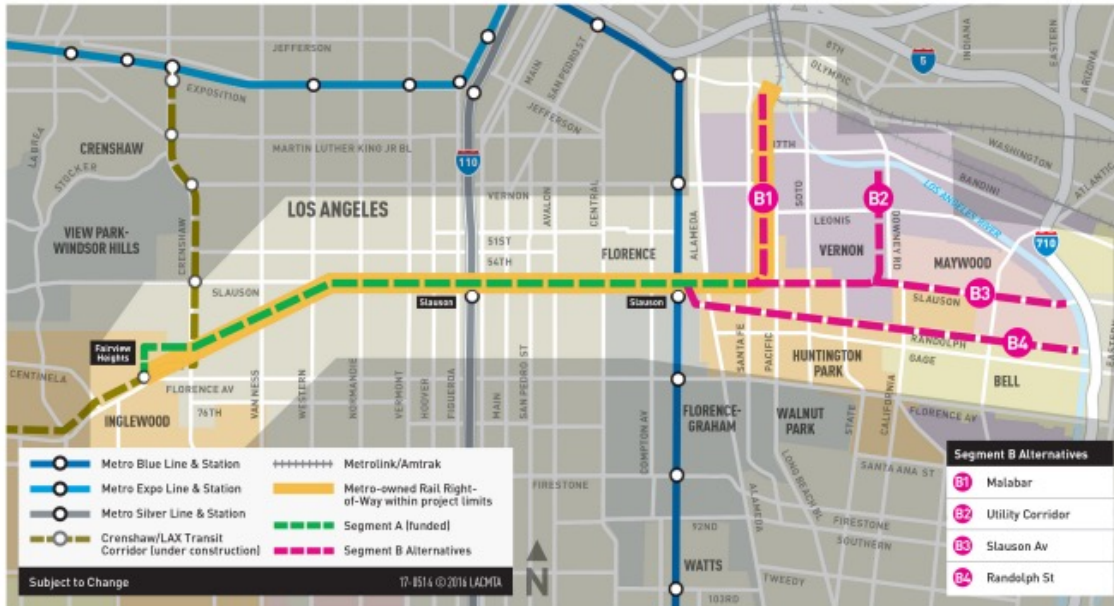 JEFFERSON
EXPOSITION
MAIN
SAN PEDRO ST
8TH
OLYMPIC
INDIANA
EASTERN
ARIZONA
5
LA BREA
CRENSHAW
STOCKER
MARTIN LUTHER KING JR BL
110
JEFFERSON
37TH
WASHINGTON
BANDINI
ATLANTIC
LOS ANGELES RIVER
VIEW PARK-
WINDSOR HILLS
CRENSHAW
LOS ANGELES
VERNON
AVALON
CENTRAL
ALAMEDA
B1
SOTO
B2
LEONIS
DOWNEY RD
VERNON
710
51ST
54TH
FLORENCE
MAYWOOD
SLAUSON
Slauson
Slauson
SLAUSON
B3
Fairview
Heights
RANDOLPH
B4
GAGE
CENTINELA
FLORENCE AV
INGLEWOOD
76TH
VAN NESS
WESTERN
NORMANDIE
VERMONT
HOOVER
FIGUEROA
MAIN
SAN PEDRO ST
COMPTON AV
FLORENCE-
GRAHAM
SANTA FE
PACIFIC
HUNTINGTON
PARK
WALNUT
PARK
STATE
CALIFORNIA
BELL
EASTERN
FLORENCE AV
SANTA ANA ST
LONG BEACH BL
FIRESTONE
92ND
ALAMEDA
FIRESTONE
SOUTHERN
WATTS
TWEEDY
103RD
Metro Blue Line & Station
Metro Expo Line & Station
Metro Silver Line & Station
Crenshaw/LAX Transit
Corridor (under construction)
Metrolink/Amtrak
Metro-owned Rail Right-
of-Way within project limits
Segment A (funded)
Segment B Alternatives
Subject to Change
17-0514 © 2016 LACMTA
N
Segment B Alternatives
B1 Malabar
B2 Utility Corridor
B3 Slauson Av
B4 Randolph St